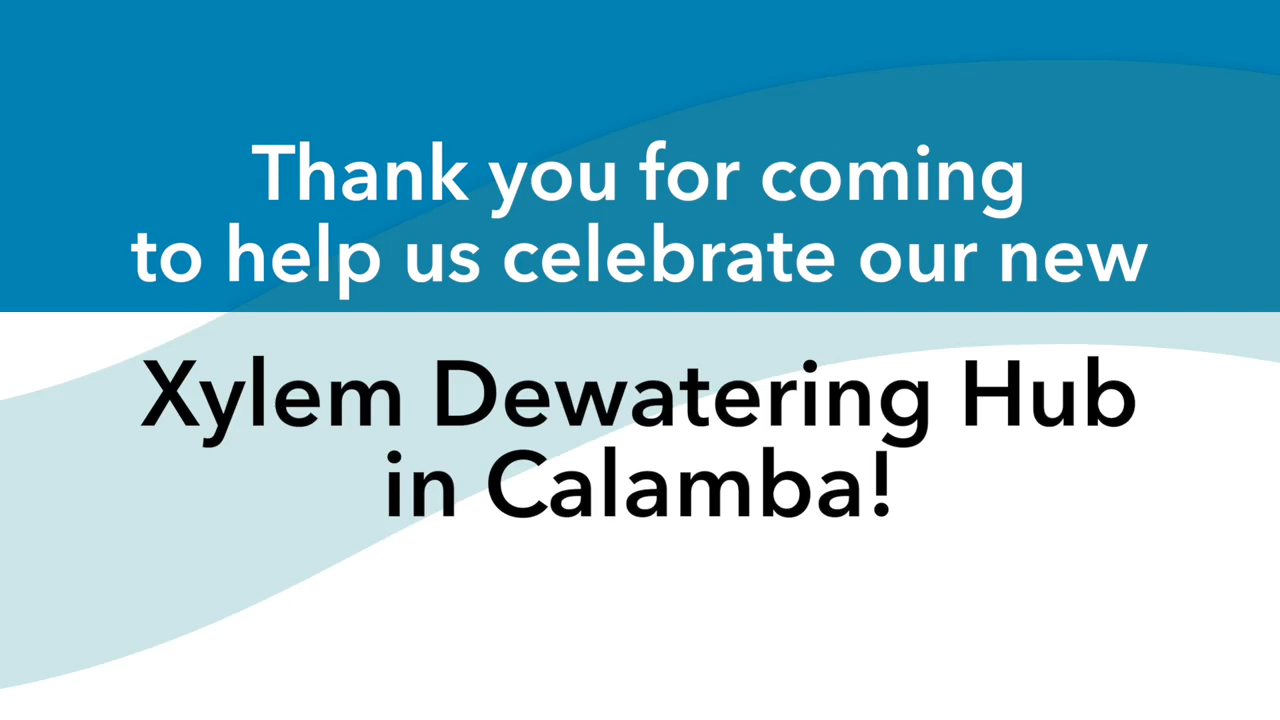 Thank you for coming
to help us celebrate our new
Xylem Dewatering Hub
in Calamba!